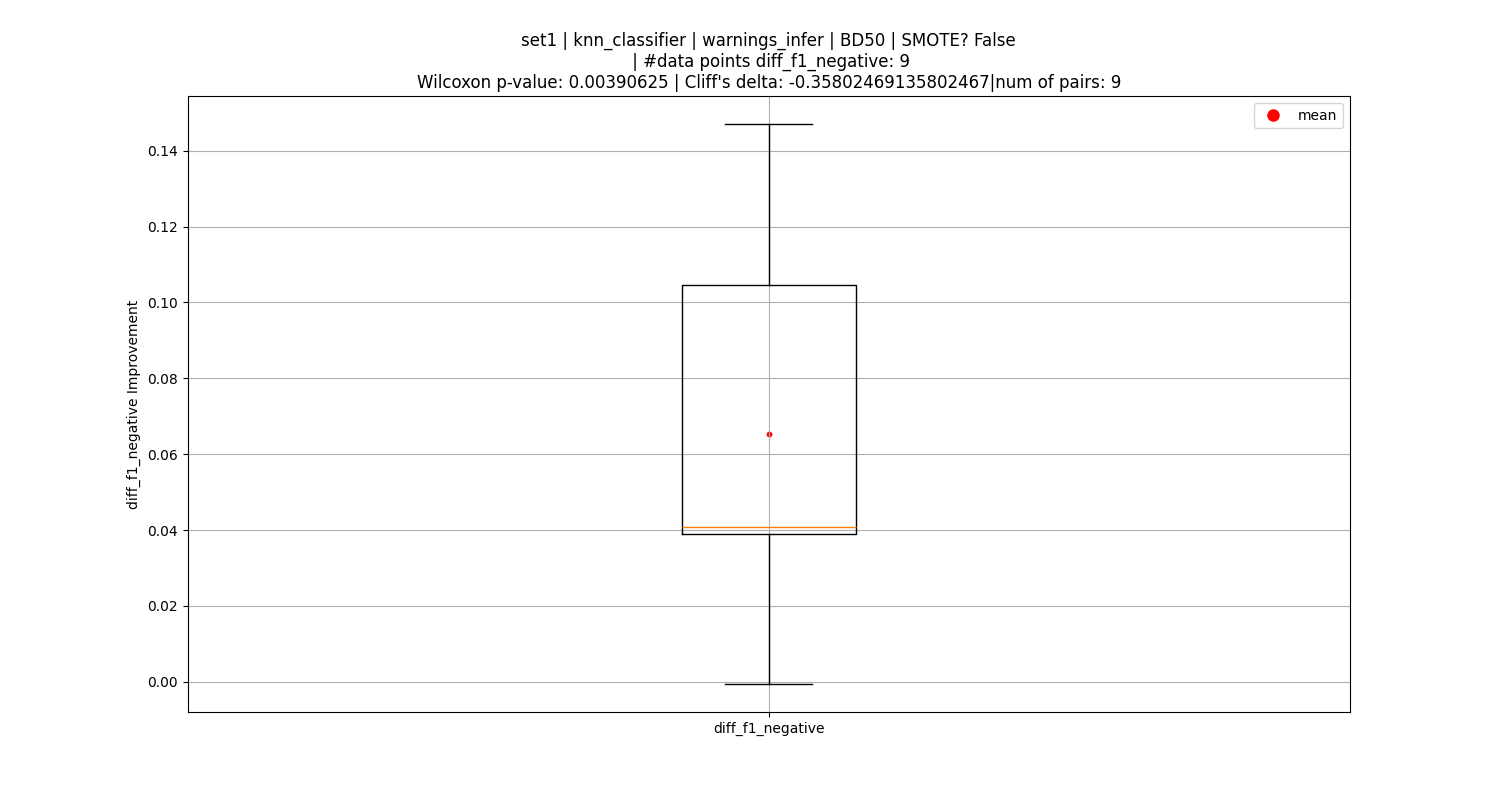 set1 | knn_classifier | warnings_infer | BD50 | SMOTE? False
| #data points diff_f1_negative: 9
Wilcoxon p-value: 0.00390625 | Cliff's delta: -0.35802469135802467|num of pairs: 9
mean
0.14
0.12
0.10
0.08
0.06
0.04
0.02
0.00
diff_f1_negative Improvement
diff_f1_negative